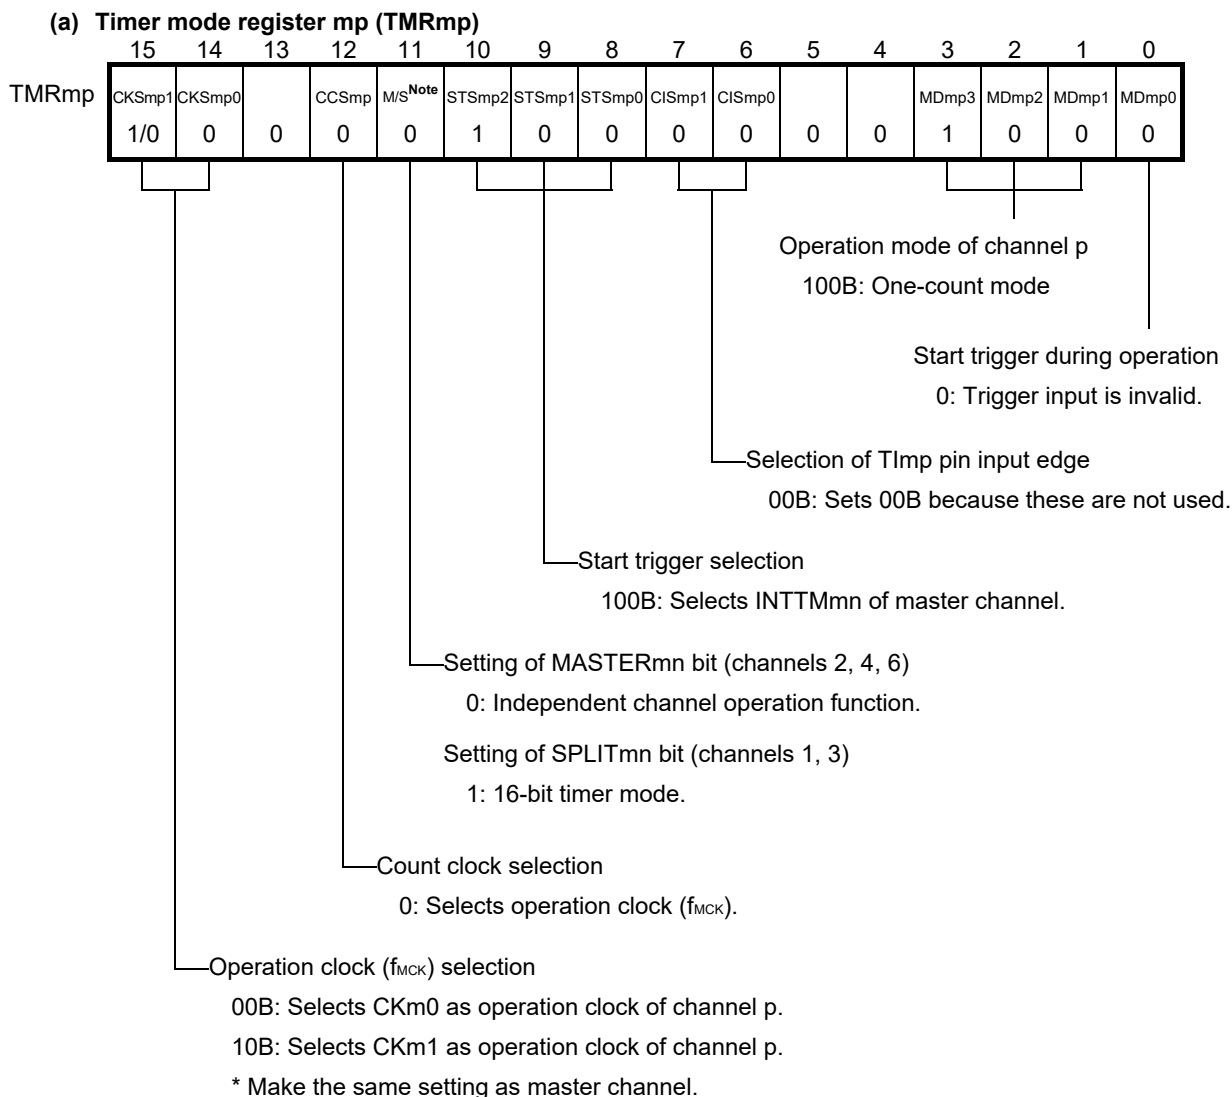 (a) Timer mode register mp (TMRmp)
15 14 13 12 11 10 9 8 7 6 5 4 3 2 1 0
TMRmp CKSmp1 CKSmp0 CCSmp M/SNote STSmp2 STSmp1 STSmp0 CISmp1 CISmp0 MDmp3 MDmp2 MDmp1 MDmp0
1/0 0 0 0 0 1 0 0 0 0 0 0 1 0 0 0
Operation mode of channel p
100B: One-count mode
Start trigger during operation
0: Trigger input is invalid.
Selection of TImp pin input edge
00B: Sets 00B because these are not used.
Start trigger selection
100B: Selects INTTMmn of master channel.
Setting of MASTERmn bit (channels 2, 4, 6)
0: Independent channel operation function.
Setting of SPLITmn bit (channels 1, 3)
1: 16-bit timer mode.
Count clock selection
0: Selects operation clock (fMCK).
Operation clock (fMCK) selection
00B: Selects CKm0 as operation clock of channel p.
10B: Selects CKm1 as operation clock of channel p.
* Make the same setting as master channel.